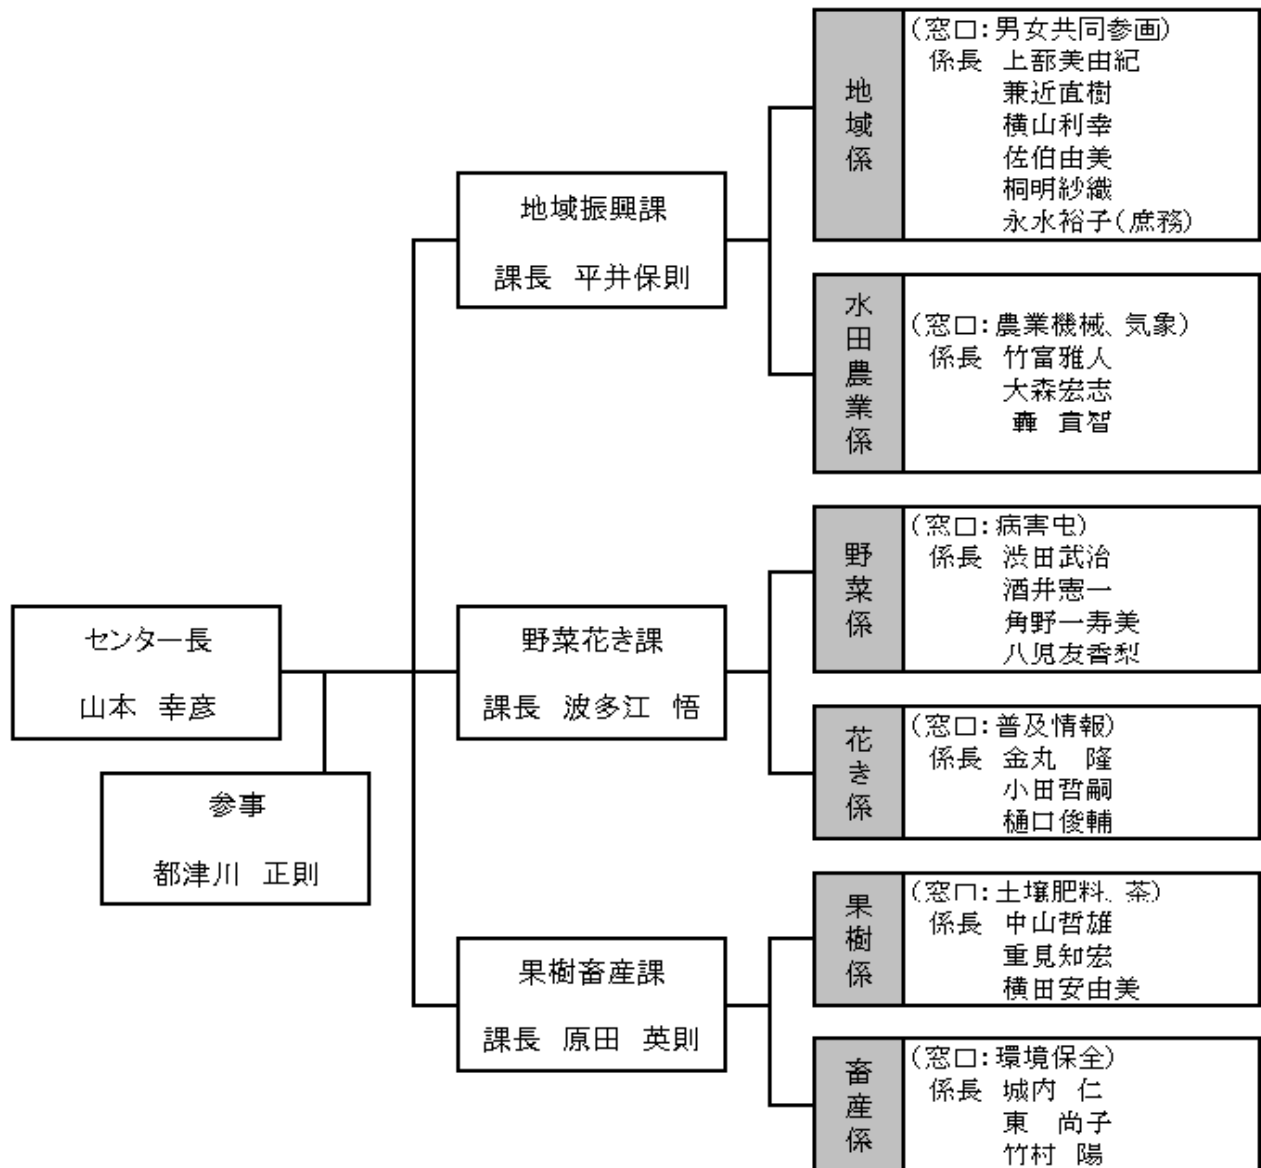 センター長
山本　幸彦
参事
都津川　正則
地域振興課
課長　平井保則
地域係
(窓口：男女共同参画)
係長　上部美由紀
兼近直樹
横山利幸
佐伯由美
桐明紗織
永水裕子(庶務)
水田農業係
(窓口：農業機械、気象)
係長　竹冨雅人
大森宏志
轟　貴智
野菜花き課
課長　波多江　悟
野菜係
(窓口：病害虫)
係長　渋田武治
酒井憲一
角野一寿美
八児友香梨
花き係
(窓口：普及情報)
係長　金丸　隆
小田哲嗣
樋口俊輔
果樹畜産課
課長　原田　英則
果樹係
(窓口：土壌肥料、茶)
係長　中山哲雄
重見知宏
横田安由美
畜産係
(窓口：環境保全)
係長　城内　仁
東　尚子
竹村　陽